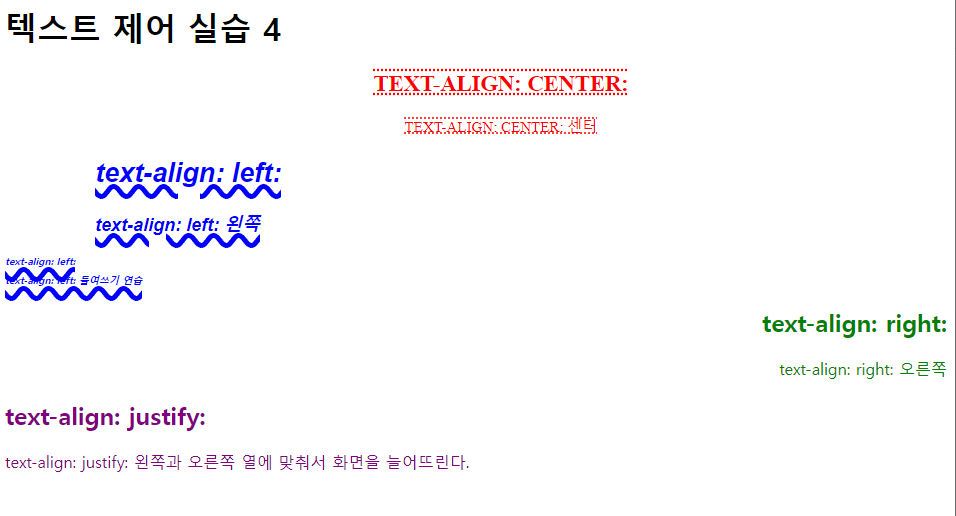 텍스트 제어 실습 4
TEXT-ALIGN: CENTER:
TEXT-ALIGN: CENTER: 센터
text-align: left:
text-align: left: 왼쪽
text-align: left:
text-align: left: 들여쓰기 연습
text-align: right:
text-align: right: 오른쪽
text-align: justify:
text-align: justify: 왼쪽과 오른쪽 열에 맞춰서 화면을 늘어뜨린다.